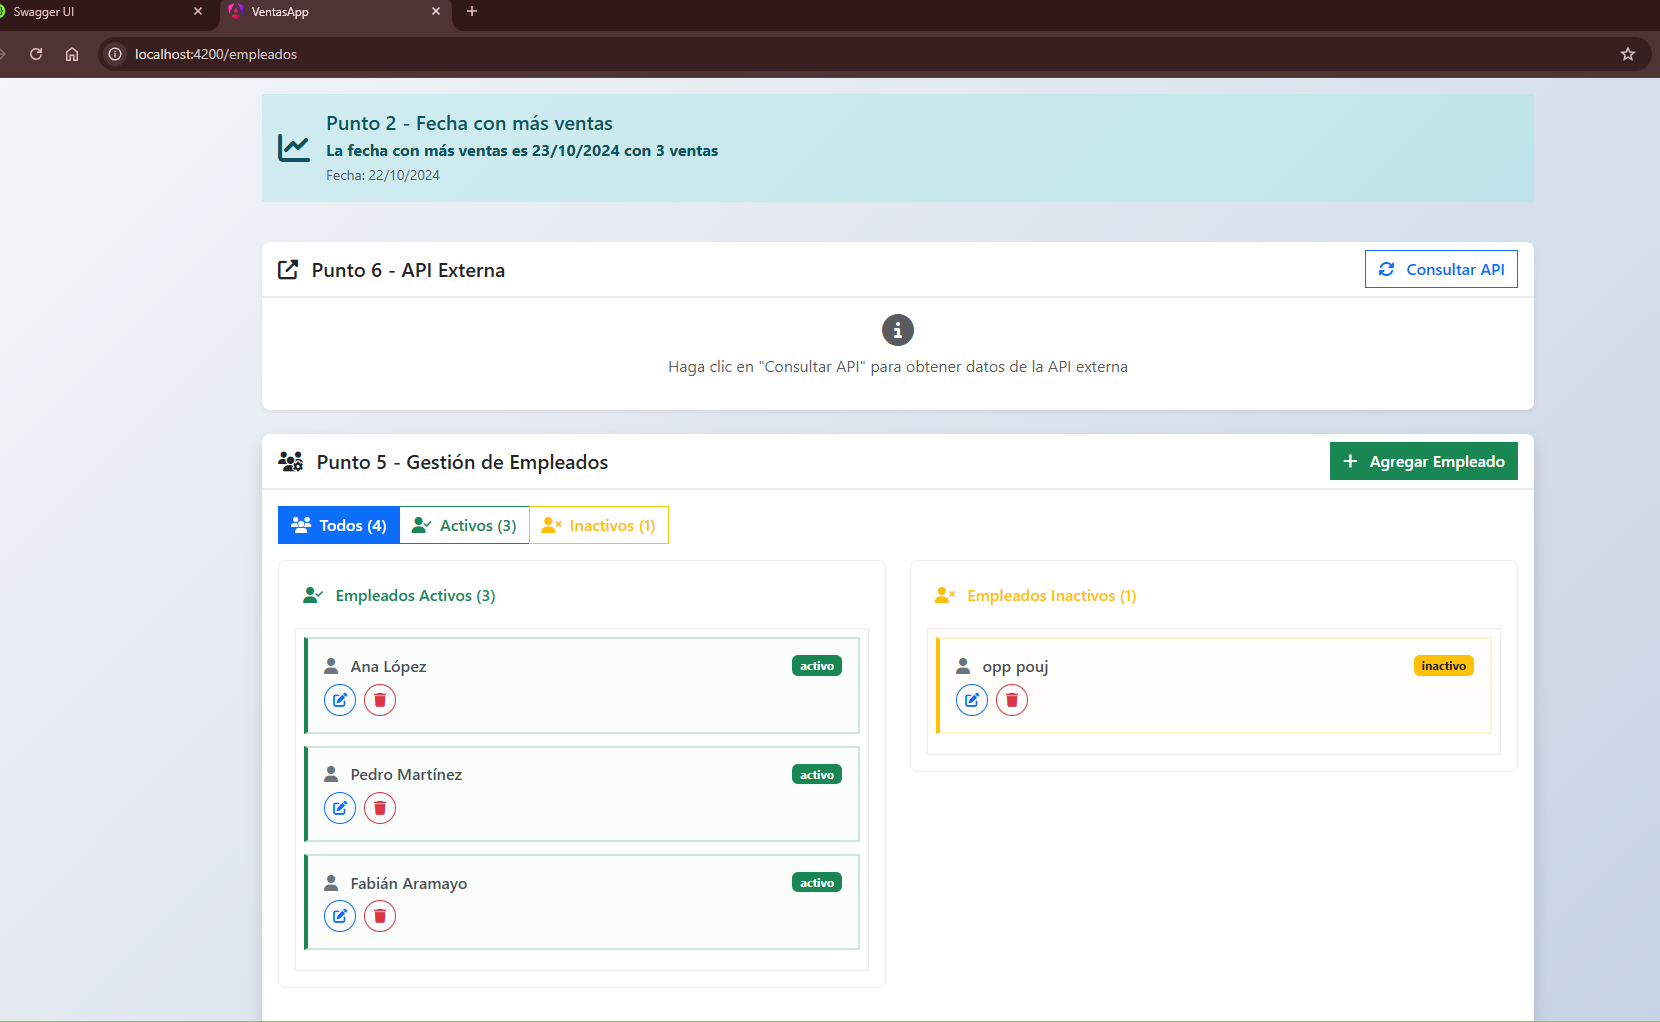 Swagger UI
VentasApp
localhost:4200/empleados
Punto 2 - Fecha con más ventas
La fecha con más ventas es 23/10/2024 con 3 ventas
Fecha: 22/10/2024
Punto 6 - API Externa
Consultar API
Haga clic en "Consultar API" para obtener datos de la API externa
Punto 5 - Gestión de Empleados
Agregar Empleado
Todos (4)
Activos (3)
Inactivos (1)
Empleados Activos (3)
Ana López
activo
Pedro Martínez
activo
Fabián Aramayo
activo
Empleados Inactivos (1)
opp pouj
inactivo